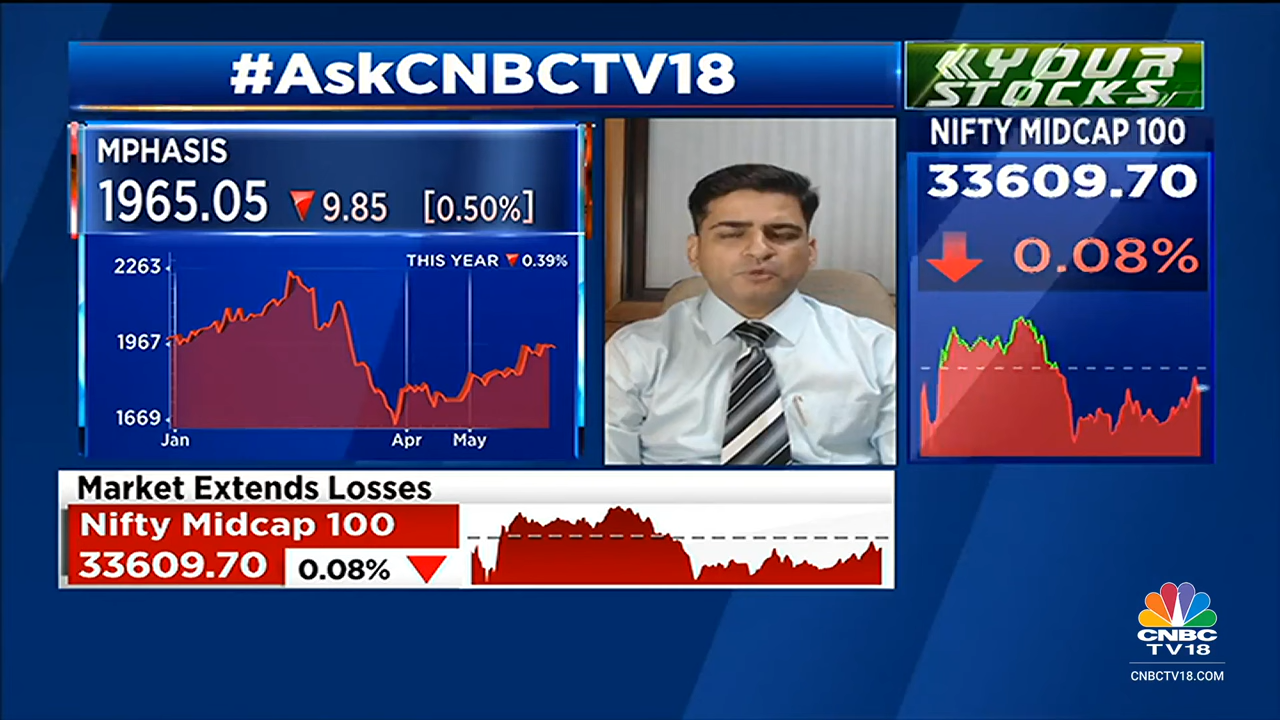 #AskCNBCTV18
YOUR
STOCKS
MPHASIS
1965.05 ▼ 9.85 [0.50%]
THIS YEAR ▼ 0.39%
2263
1967
1669
Jan Apr May
NIFTY MIDCAP 100
33609.70
0.08%
Market Extends Losses
Nifty Midcap 100
33609.70 0.08% ▼
CNBC
TV18
CNBCTV18.COM